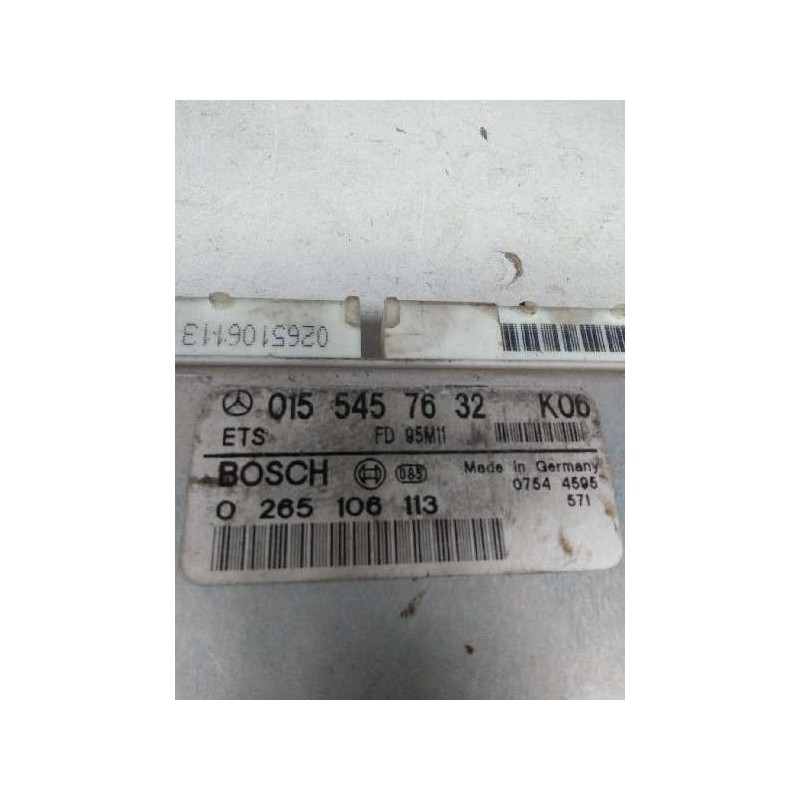 0265106113
015 545 76 32 K06
ETS FD 95M11
BOSCH 085 Made in Germany
0754 4595
0 265 106 113 571